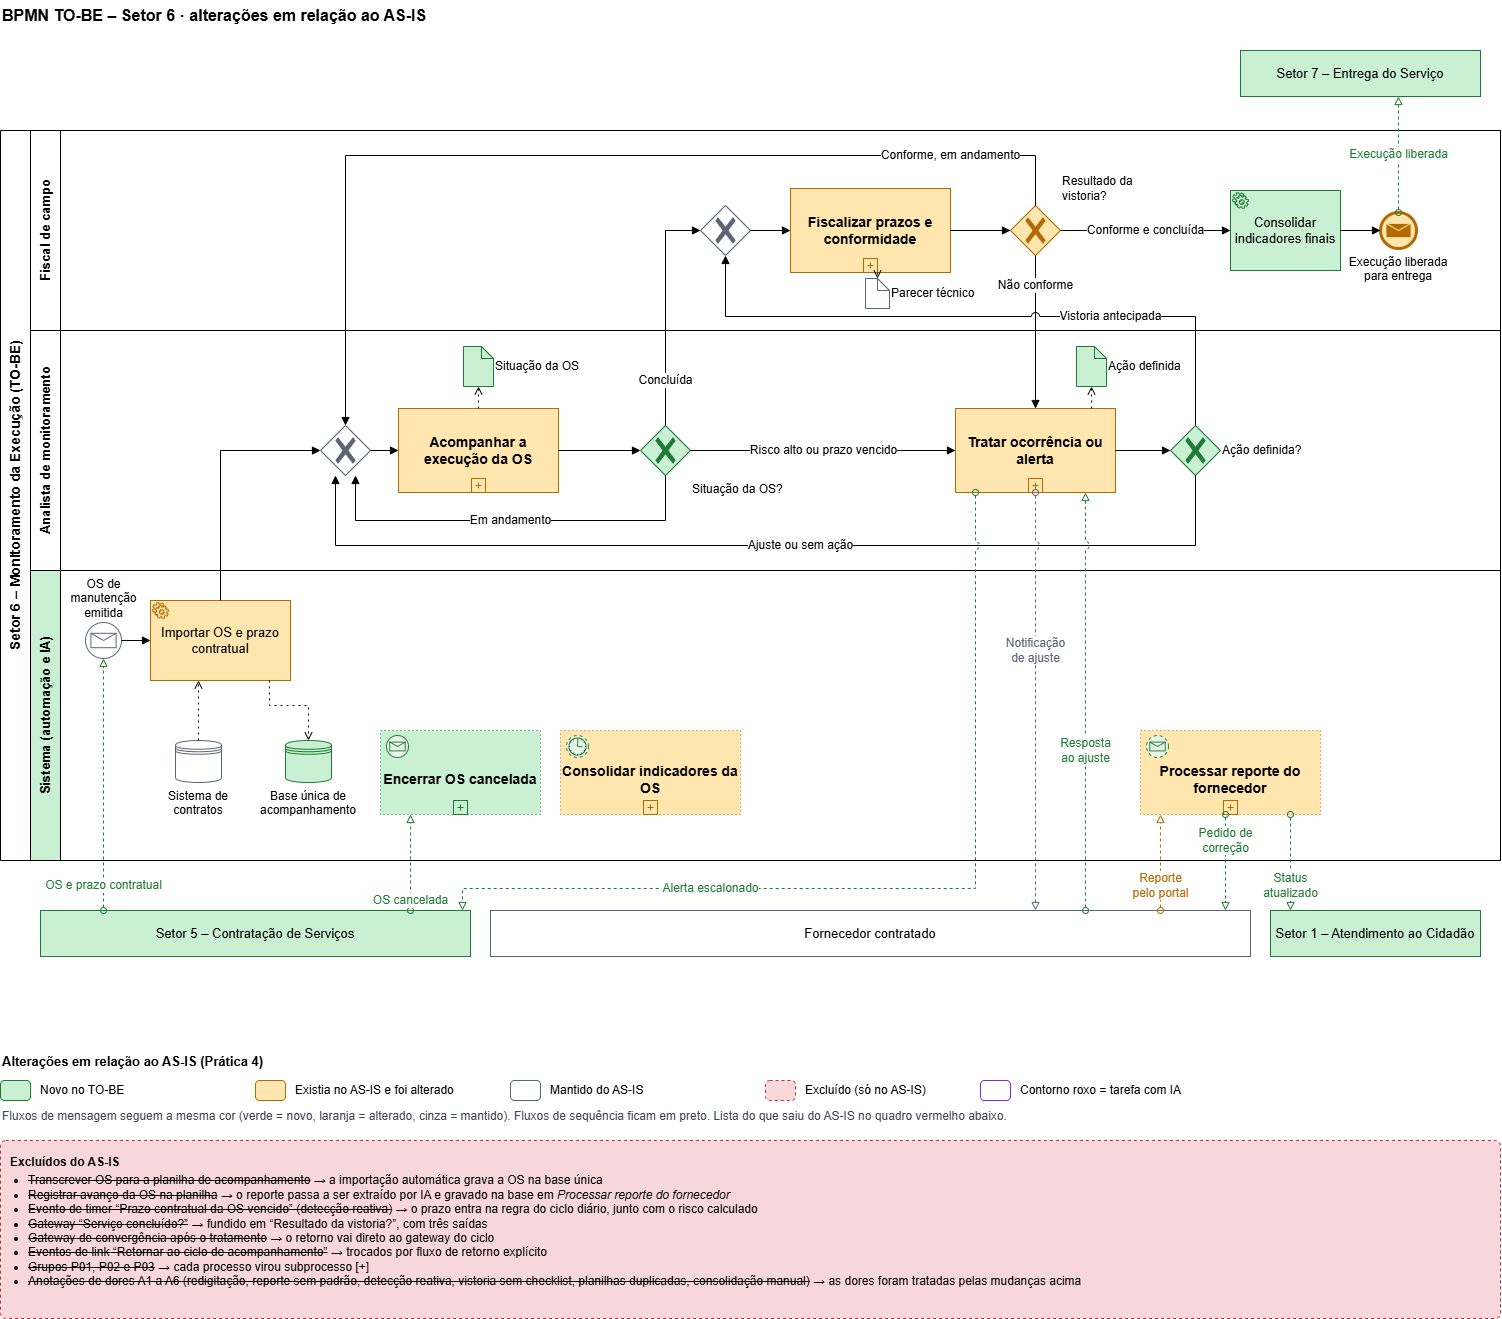 BPMN TO-BE – Setor 6 · alterações em relação ao AS-IS
Setor 7 – Entrega do Serviço
Execução liberada
Setor 6 – Monitoramento da Execução (TO-BE)
Fiscal de campo
Conforme, em andamento
Resultada da
vistoria?
Fiscalizar prazos e
conformidade
Conforme e concluída
Consolidar
indicadores finais
Execução liberada
para entrega
Parecer técnico
Não conforme
Vistoria antecipada
Analista de monitoramento
Situação da OS
Ação definida
Concluída
Acompanhar a
execução da OS
Risco alto ou prazo vencido
Tratar ocorrência ou
alerta
Ação definida?
Situação da OS?
Em andamento
Ajuste ou sem ação
Sistema (automação e IA)
OS de
manutenção
emitida
Importar OS e prazo
contratual
Notificação
de ajuste
Resposta
ao ajuste
Sistema de
contratos
Base única de
acompanhamento
Encerrar OS cancelada
Consolidar indicadores da
OS
Processar reporte do
fornecedor
Pedido de
correção
OS e prazo contratual
OS cancelada
Alerta escalonado
Reporte
pelo portal
Status
atualizado
Setor 5 – Contratação de Serviços
Fornecedor contratado
Setor 1 – Atendimento ao Cidadão
Alterações em relação ao AS-IS (Prática 4)
Novo no TO-BE
Existia no AS-IS e foi alterado
Mantido do AS-IS
Excluído (só no AS-IS)
Contorno roxo = tarefa com IA
Fluxos de mensagem seguem a mesma cor (verde = novo, laranja = alterado, cinza = mantido). Fluxos de sequência ficam em preto. Lista do que saiu do AS-IS no quadro vermelho abaixo.
Excluídos do AS-IS
Transcrever OS para a planilha de acompanhamento → a importação automática grava a OS na base única
Registrar avanço da OS na planilha → o reporte passa a ser extraído por IA e gravado na base em Processar reporte do fornecedor
Evento de timer “Prazo contratual da OS vencido” (detecção reativa) → o prazo entra na regra do ciclo diário, junto com o risco calculado
Gateway “Serviço concluído?” → fundido em “Resultado da vistoria?”, com três saídas
Gateway de convergência após o tratamento → o retorno vai direto ao gateway do ciclo
Eventos de link “Retornar ao ciclo de acompanhamento” → trocados por fluxo de retorno explícito
Grupos P01, P02 e P03 → cada processo virou subprocesso [+]
Anotações de dores A1 a A6 (redigitação, reporte sem padrão, detecção reativa, vistoria sem checklist, planilhas duplicadas, consolidação manual) → as dores foram tratadas pelas mudanças acima